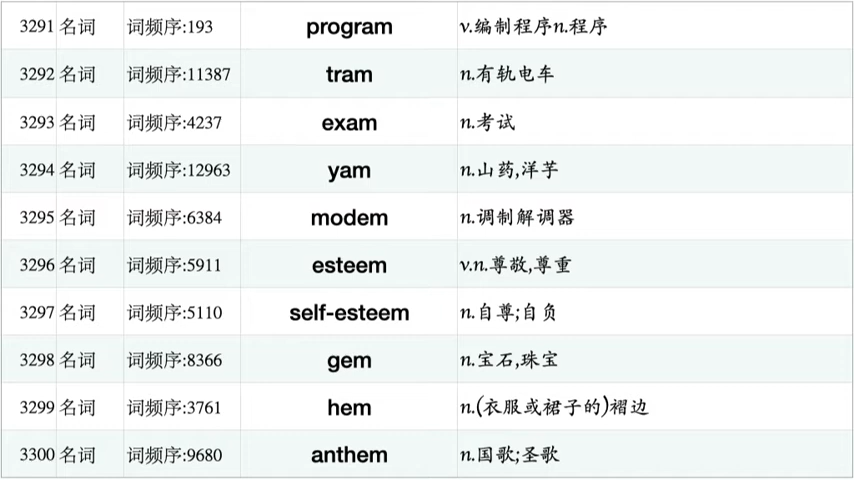 3291 名词 词频序:193 program v.编制程序n.程序
3292 名词 词频序:11387 tram n.有轨电车
3293 名词 词频序:4237 exam n.考试
3294 名词 词频序:12963 yam n.山药,洋芋
3295 名词 词频序:6384 modem n.调制解调器
3296 名词 词频序:5911 esteem v.n.尊敬,尊重
3297 名词 词频序:5110 self-esteem n.自尊;自负
3298 名词 词频序:8366 gem n.宝石,珠宝
3299 名词 词频序:3761 hem n.(衣服或裙子的)褶边
3300 名词 词频序:9680 anthem n.国歌;圣歌